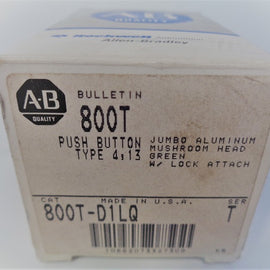 A-B
Rockwell
Allen-Bradley
A-B
QUALITY
BULLETIN
800T
PUSH BUTTON
TYPE 4,13
JUMBO ALUMINUM
MUSHROOM HEAD
GREEN
W/ LOCK ATTACH
CAT
MADE IN U.S.A.
SER
800T-D1LQ
T